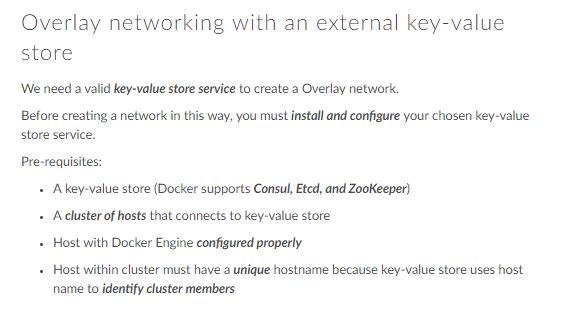 Overlay networking with an external key-value
store
We need a valid key-value store service to create a Overlay network.
Before creating a network in this way, you must install and configure your chosen key-value
store service.
Pre-requisites:
• A key-value store (Docker supports Consul, Etcd, and ZooKeeper)
• A cluster of hosts that connects to key-value store
• Host with Docker Engine configured properly
• Host within cluster must have a unique hostname because key-value store uses host
name to identify cluster members